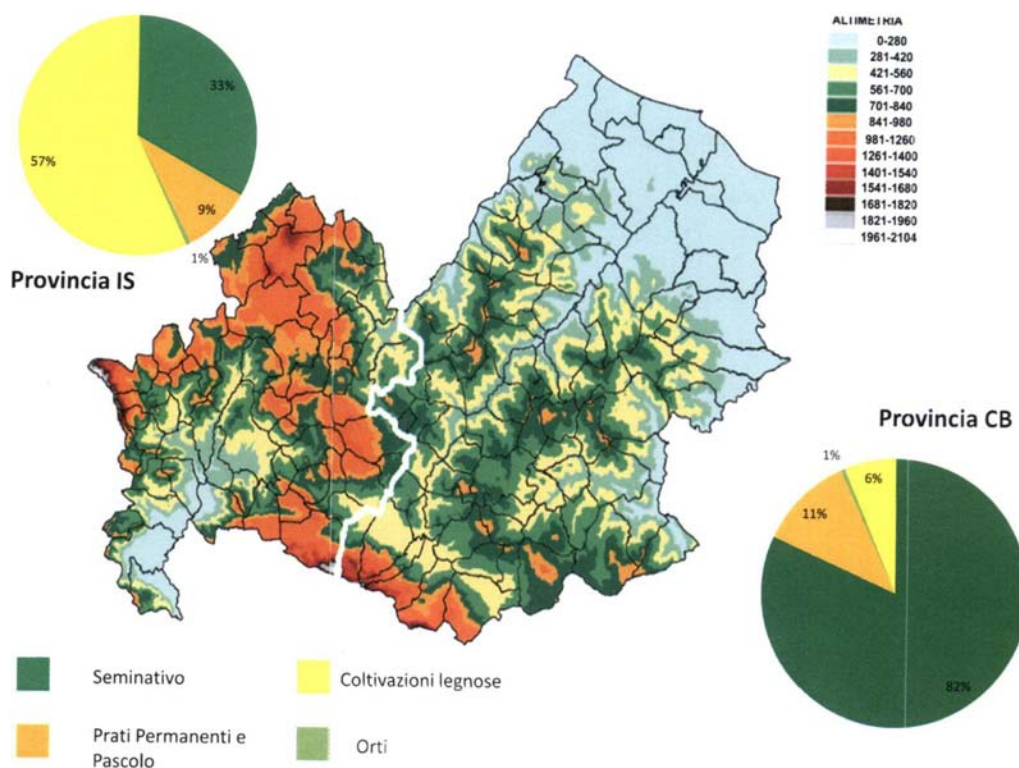 ALTIMETRIA
0-280
281-420
421-560
561-700
701-840
841-980
981-1260
1261-1400
1401-1540
1541-1680
1681-1820
1821-1960
1961-2104
33%
57%
9%
1%
Provincia IS
Provincia CB
1%
6%
11%
82%
Seminativo
Coltivazioni legnose
Prati Permanenti e
Pascolo
Orti